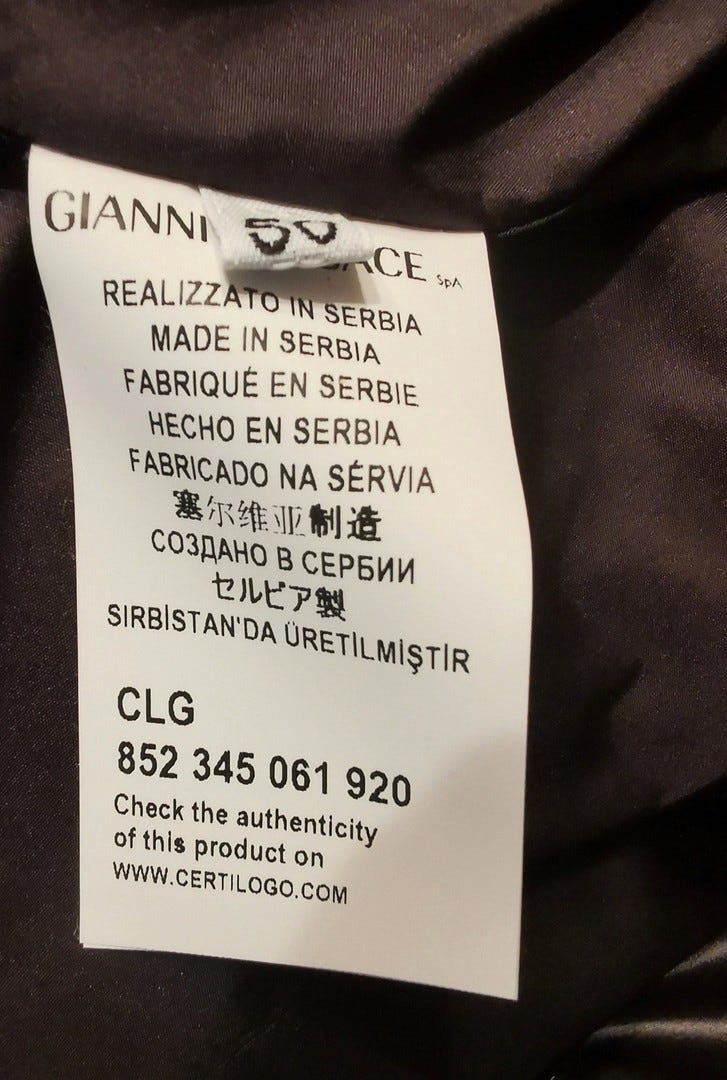 GIANNI ACE SpA
50
REALIZZATO IN SERBIA
MADE IN SERBIA
FABRIQUÉ EN SERBIE
HECHO EN SERBIA
FABRICADO NA SÉRVIA
塞尔维亚制造
СОЗДАНО В СЕРБИИ
セルビア製
SIRBİSTAN'DA ÜRETILMİŞTİR
CLG
852 345 061 920
Check the authenticity
of this product on
WWW.CERTILOGO.COM